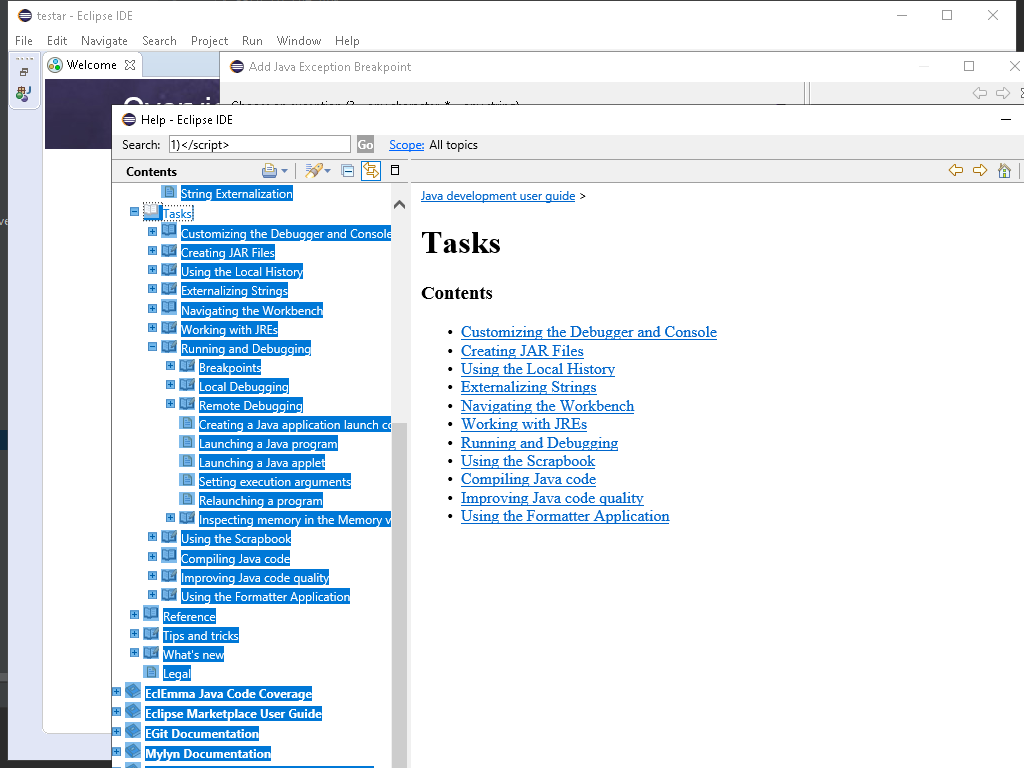 testar - Eclipse IDE
File Edit Navigate Search Project Run Window Help
Welcome
Add Java Exception Breakpoint
Help - Eclipse IDE
Search: 1)</script> Go Scope: All topics
Contents
String Externalization
Tasks
Customizing the Debugger and Console
Creating JAR Files
Using the Local History
Externalizing Strings
Navigating the Workbench
Working with JREs
Running and Debugging
Breakpoints
Local Debugging
Remote Debugging
Creating a Java application launch co
Launching a Java program
Launching a Java applet
Setting execution arguments
Relaunching a program
Inspecting memory in the Memory v
Using the Scrapbook
Compiling Java code
Improving Java code quality
Using the Formatter Application
Reference
Tips and tricks
What's new
Legal
EclEmma Java Code Coverage
Eclipse Marketplace User Guide
EGit Documentation
Mylyn Documentation
Java development user guide >
Tasks
Contents
• Customizing the Debugger and Console
• Creating JAR Files
• Using the Local History
• Externalizing Strings
• Navigating the Workbench
• Working with JREs
• Running and Debugging
• Using the Scrapbook
• Compiling Java code
• Improving Java code quality
• Using the Formatter Application